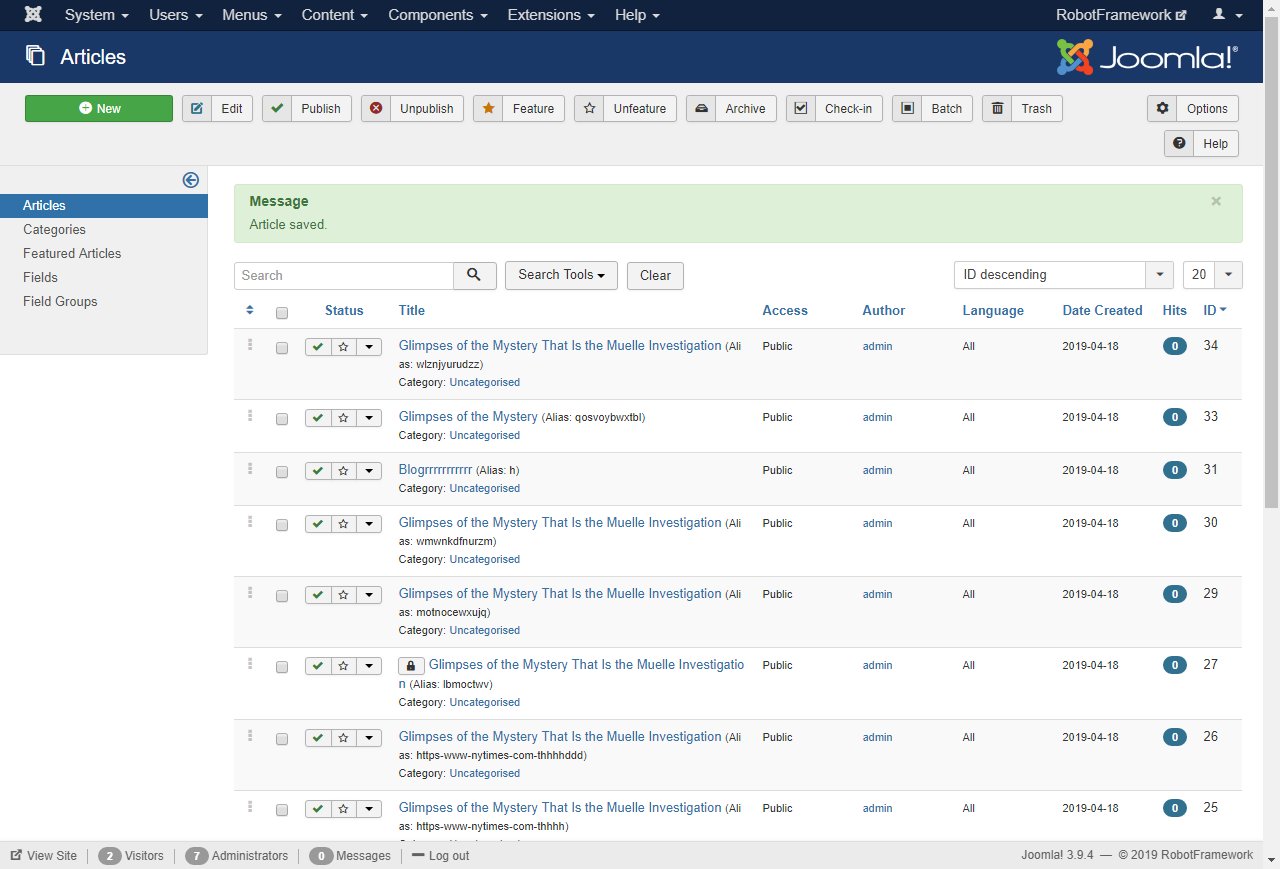 System Users Menus Content Components Extensions Help RobotFramework
Articles Joomla!®
New Edit Publish Unpublish Feature Unfeature Archive Check-in Batch Trash Options
Help
Articles
Categories
Featured Articles
Fields
Field Groups
Message ×
Article saved.
Search Search Tools Clear ID descending 20
Status Title Access Author Language Date Created Hits ID
Glimpses of the Mystery That Is the Muelle Investigation (Ali Public admin All 2019-04-18 0 34
as: wlznjyurudzz)
Category: Uncategorised
Glimpses of the Mystery (Alias: qosvoybwxtbl) Public admin All 2019-04-18 0 33
Category: Uncategorised
Blogrrrrrrrrrrr (Alias: h) Public admin All 2019-04-18 0 31
Category: Uncategorised
Glimpses of the Mystery That Is the Muelle Investigation (Ali Public admin All 2019-04-18 0 30
as: wmwnkdfnurzm)
Category: Uncategorised
Glimpses of the Mystery That Is the Muelle Investigation (Ali Public admin All 2019-04-18 0 29
as: motnocewxujq)
Category: Uncategorised
Glimpses of the Mystery That Is the Muelle Investigatio Public admin All 2019-04-18 0 27
n (Alias: lbmoctwv)
Category: Uncategorised
Glimpses of the Mystery That Is the Muelle Investigation (Ali Public admin All 2019-04-18 0 26
as: https-www-nytimes-com-thhhhddd)
Category: Uncategorised
Glimpses of the Mystery That Is the Muelle Investigation (Ali Public admin All 2019-04-18 0 25
as: https-www-nytimes-com-thhhh)
View Site 2 Visitors 7 Administrators 0 Messages Log out Joomla! 3.9.4 — © 2019 RobotFramework